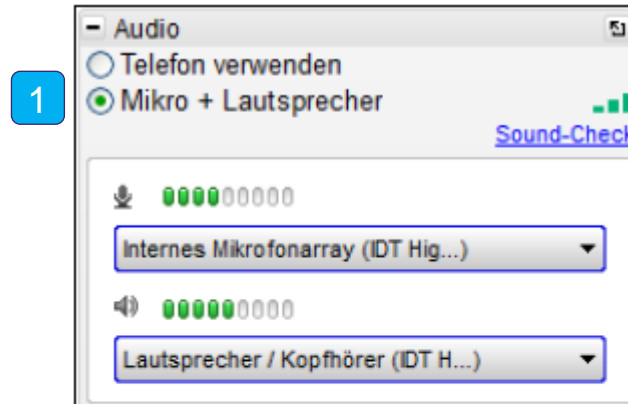 Audio
Telefon verwenden
1
Mikro + Lautsprecher
Sound-Check
Internes Mikrofonarray (IDT Hig...)
Lautsprecher / Kopfhörer (IDT H...)